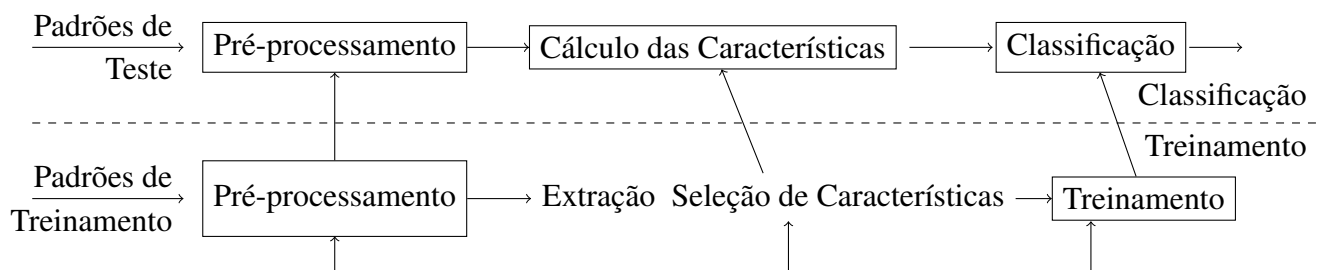 Padrões de
Teste
Pré-processamento
Cálculo das Características
Classificação
Classificação
Treinamento
Padrões de
Treinamento
Pré-processamento
Extração Seleção de Características
Treinamento